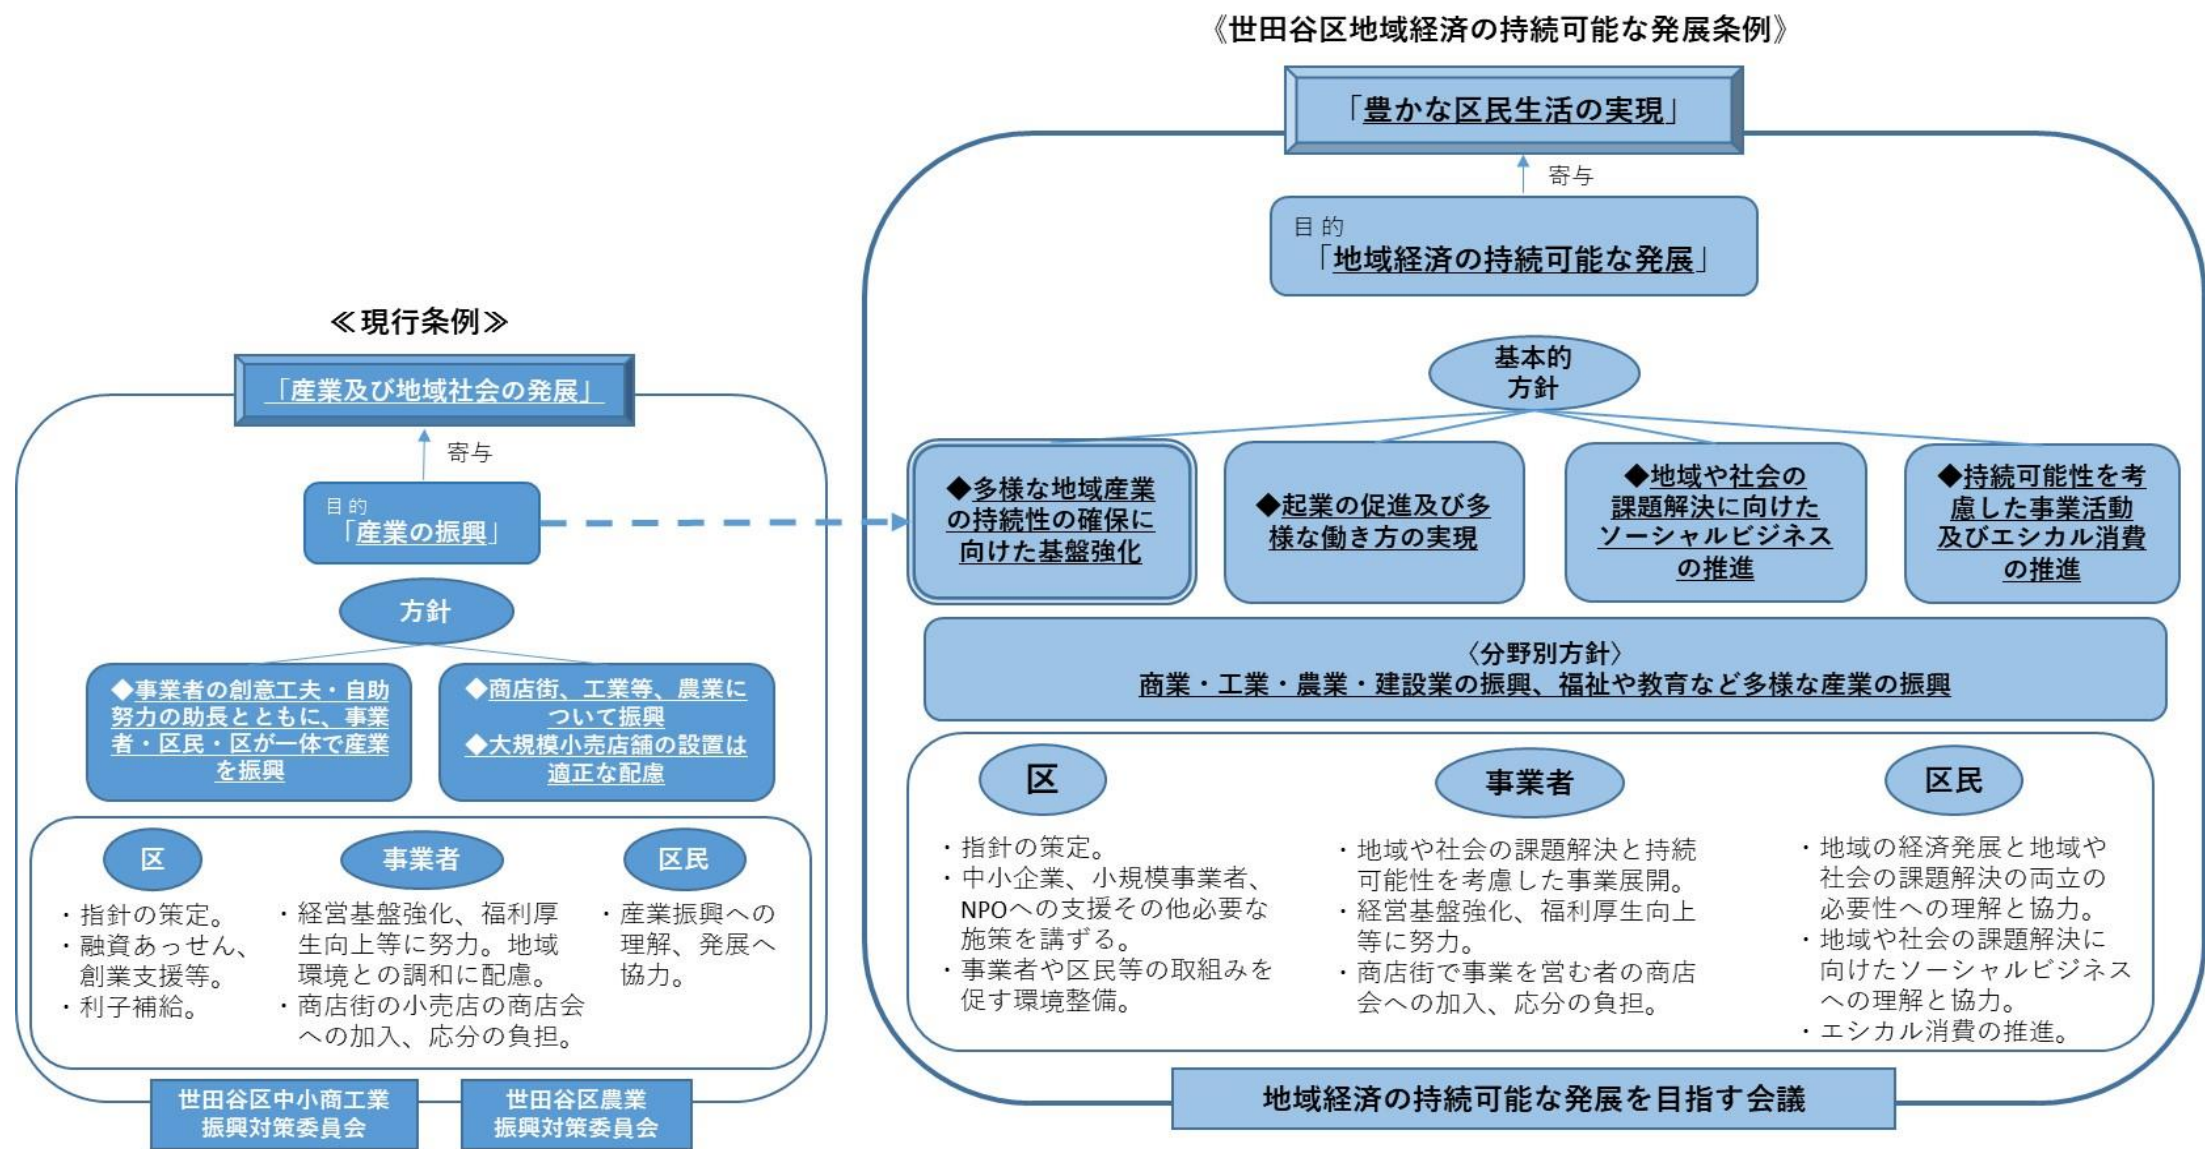 ≪現行条例≫
「産業及び地域社会の発展」
寄与
目的
「産業の振興」
方針
◆事業者の創意工夫・自助
努力の助長とともに、事業
者・区民・区が一体で産業
を振興
◆商店街、工業等、農業に
ついて振興
◆大規模小売店舗の設置は
適正な配慮
区
・指針の策定。
・融資あっせん、
創業支援等。
・利子補給。
事業者
・経営基盤強化、福利厚
生向上等に努力。地域
環境との調和に配慮。
・商店街の小売店の商店会
への加入、応分の負担。
区民
・産業振興への
理解、発展へ
協力。
世田谷区中小商工業
振興対策委員会
世田谷区農業
振興対策委員会
《世田谷区地域経済の持続可能な発展条例》
「豊かな区民生活の実現」
寄与
目的
「地域経済の持続可能な発展」
基本的
方針
◆多様な地域産業
の持続性の確保に
向けた基盤強化
◆起業の促進及び多
様な働き方の実現
◆地域や社会の
課題解決に向けた
ソーシャルビジネス
の推進
◆持続可能性を考
慮した事業活動
及びエシカル消費
の推進
〈分野別方針〉
商業・工業・農業・建設業の振興、福祉や教育など多様な産業の振興
区
・指針の策定。
・中小企業、小規模事業者、
NPOへの支援その他必要な
施策を講ずる。
・事業者や区民等の取組みを
促す環境整備。
事業者
・地域や社会の課題解決と持続
可能性を考慮した事業展開。
・経営基盤強化、福利厚生向上
等に努力。
・商店街で事業を営む者の商店
会への加入、応分の負担。
区民
・地域の経済発展と地域や
社会の課題解決の両立の
必要性への理解と協力。
・地域や社会の課題解決に
向けたソーシャルビジネス
への理解と協力。
・エシカル消費の推進。
地域経済の持続可能な発展を目指す会議